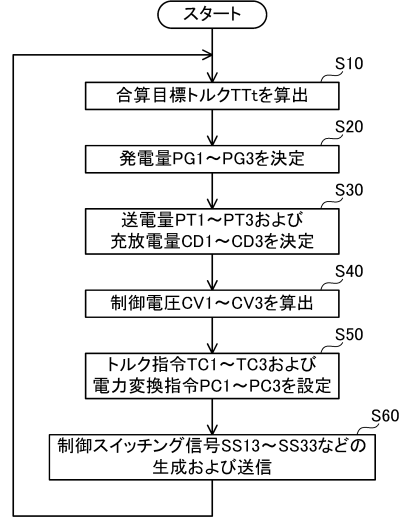 スタート
S10
合算目標トルクTTtを算出
S20
発電量PG1～PG3を決定
S30
送電量PT1～PT3および
充放電量CD1～CD3を決定
S40
制御電圧CV1～CV3を算出
S50
トルク指令TC1～TC3および
電力変換指令PC1～PC3を設定
S60
制御スイッチング信号SS13～SS33などの
生成および送信